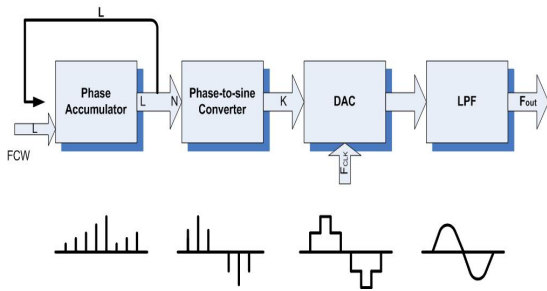 L
Phase
Accumulator
L
N
Phase-to-sine
Converter
K
DAC
LPF
Fout
L
FCW
FCLK